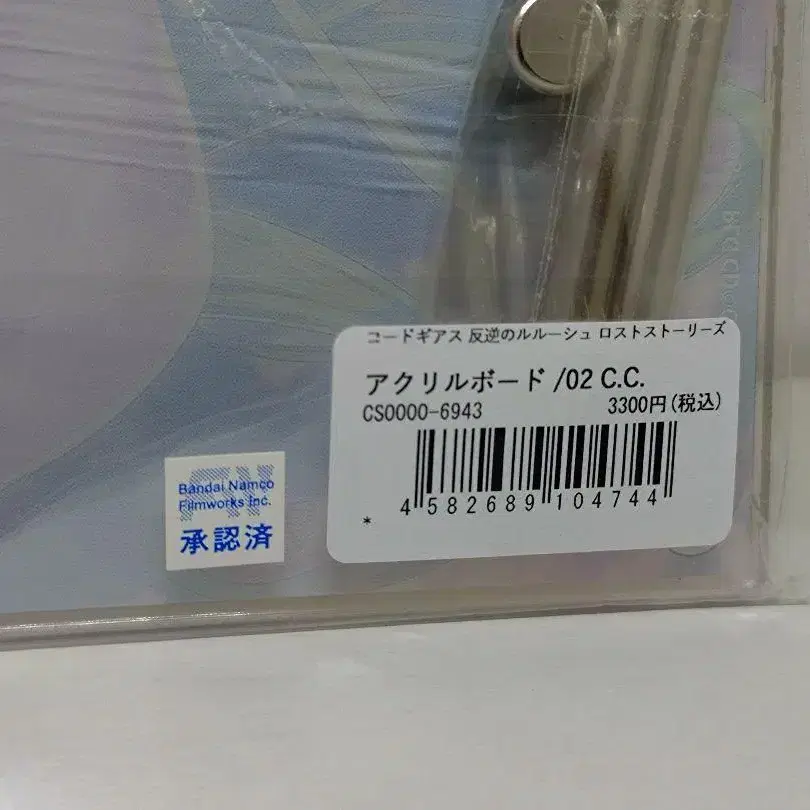 コードギアス 反逆のルルーシュ ロストストーリーズ
アクリルボード /02 C.C.
CS0000-6943
3300円(税込)
4 582689 104744
*
Bandai Namco
Filmworks Inc.
承認済